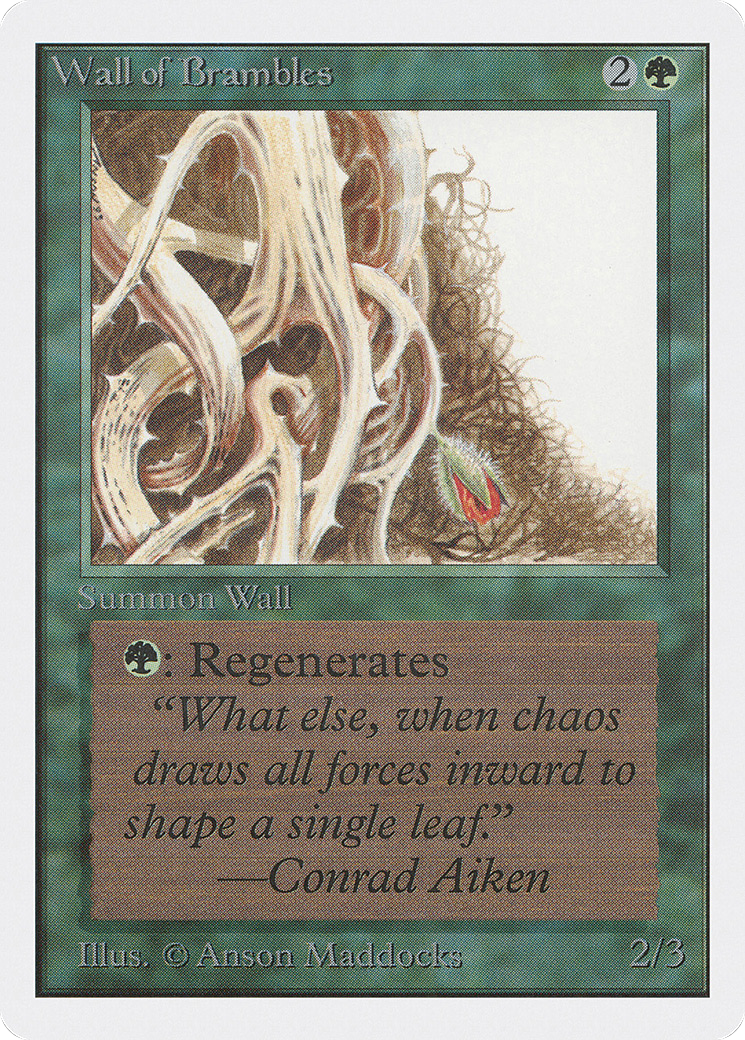 Wall of Brambles 2
Summon Wall
: Regenerates
“What else, when chaos
draws all forces inward to
shape a single leaf.”
—Conrad Aiken
Illus. © Anson Maddocks 2/3